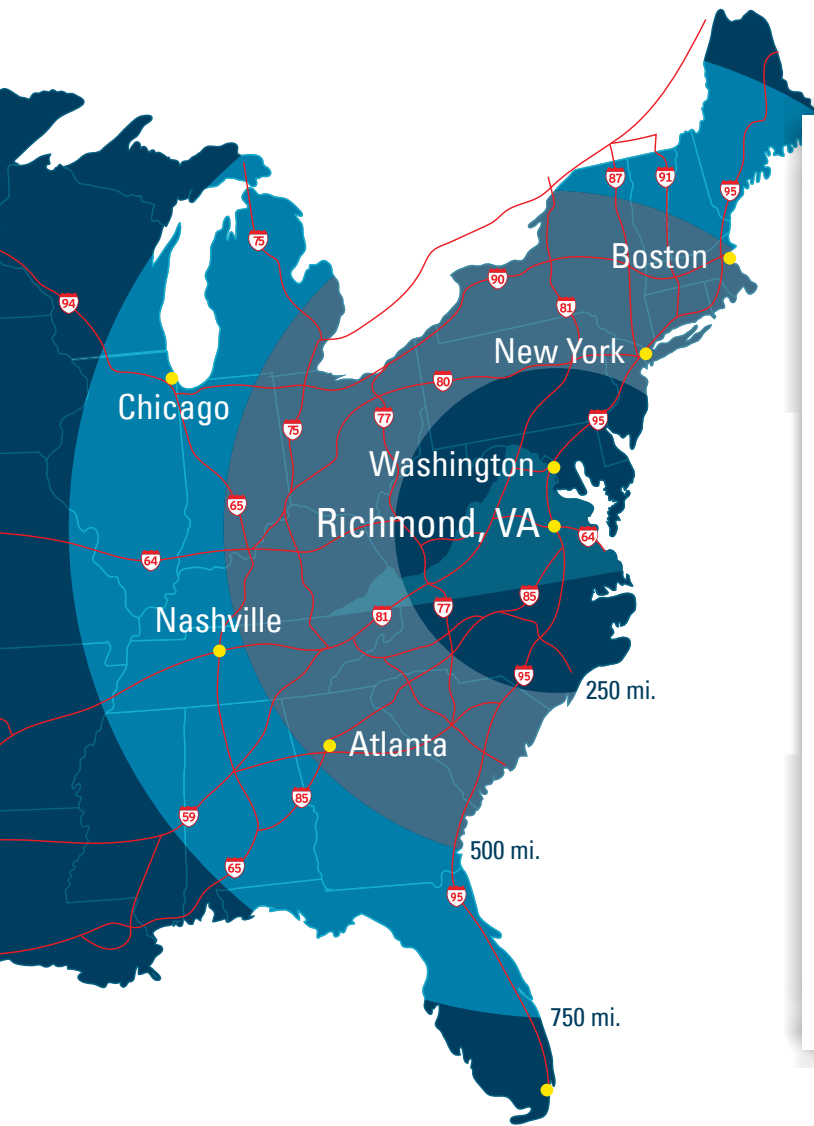 87
91
95
75
Boston
90
94
81
New York
80
Chicago
77
95
75
Washington
65
Richmond, VA
64
64
85
77
81
Nashville
95
250 mi.
Atlanta
85
59
500 mi.
65
95
750 mi.